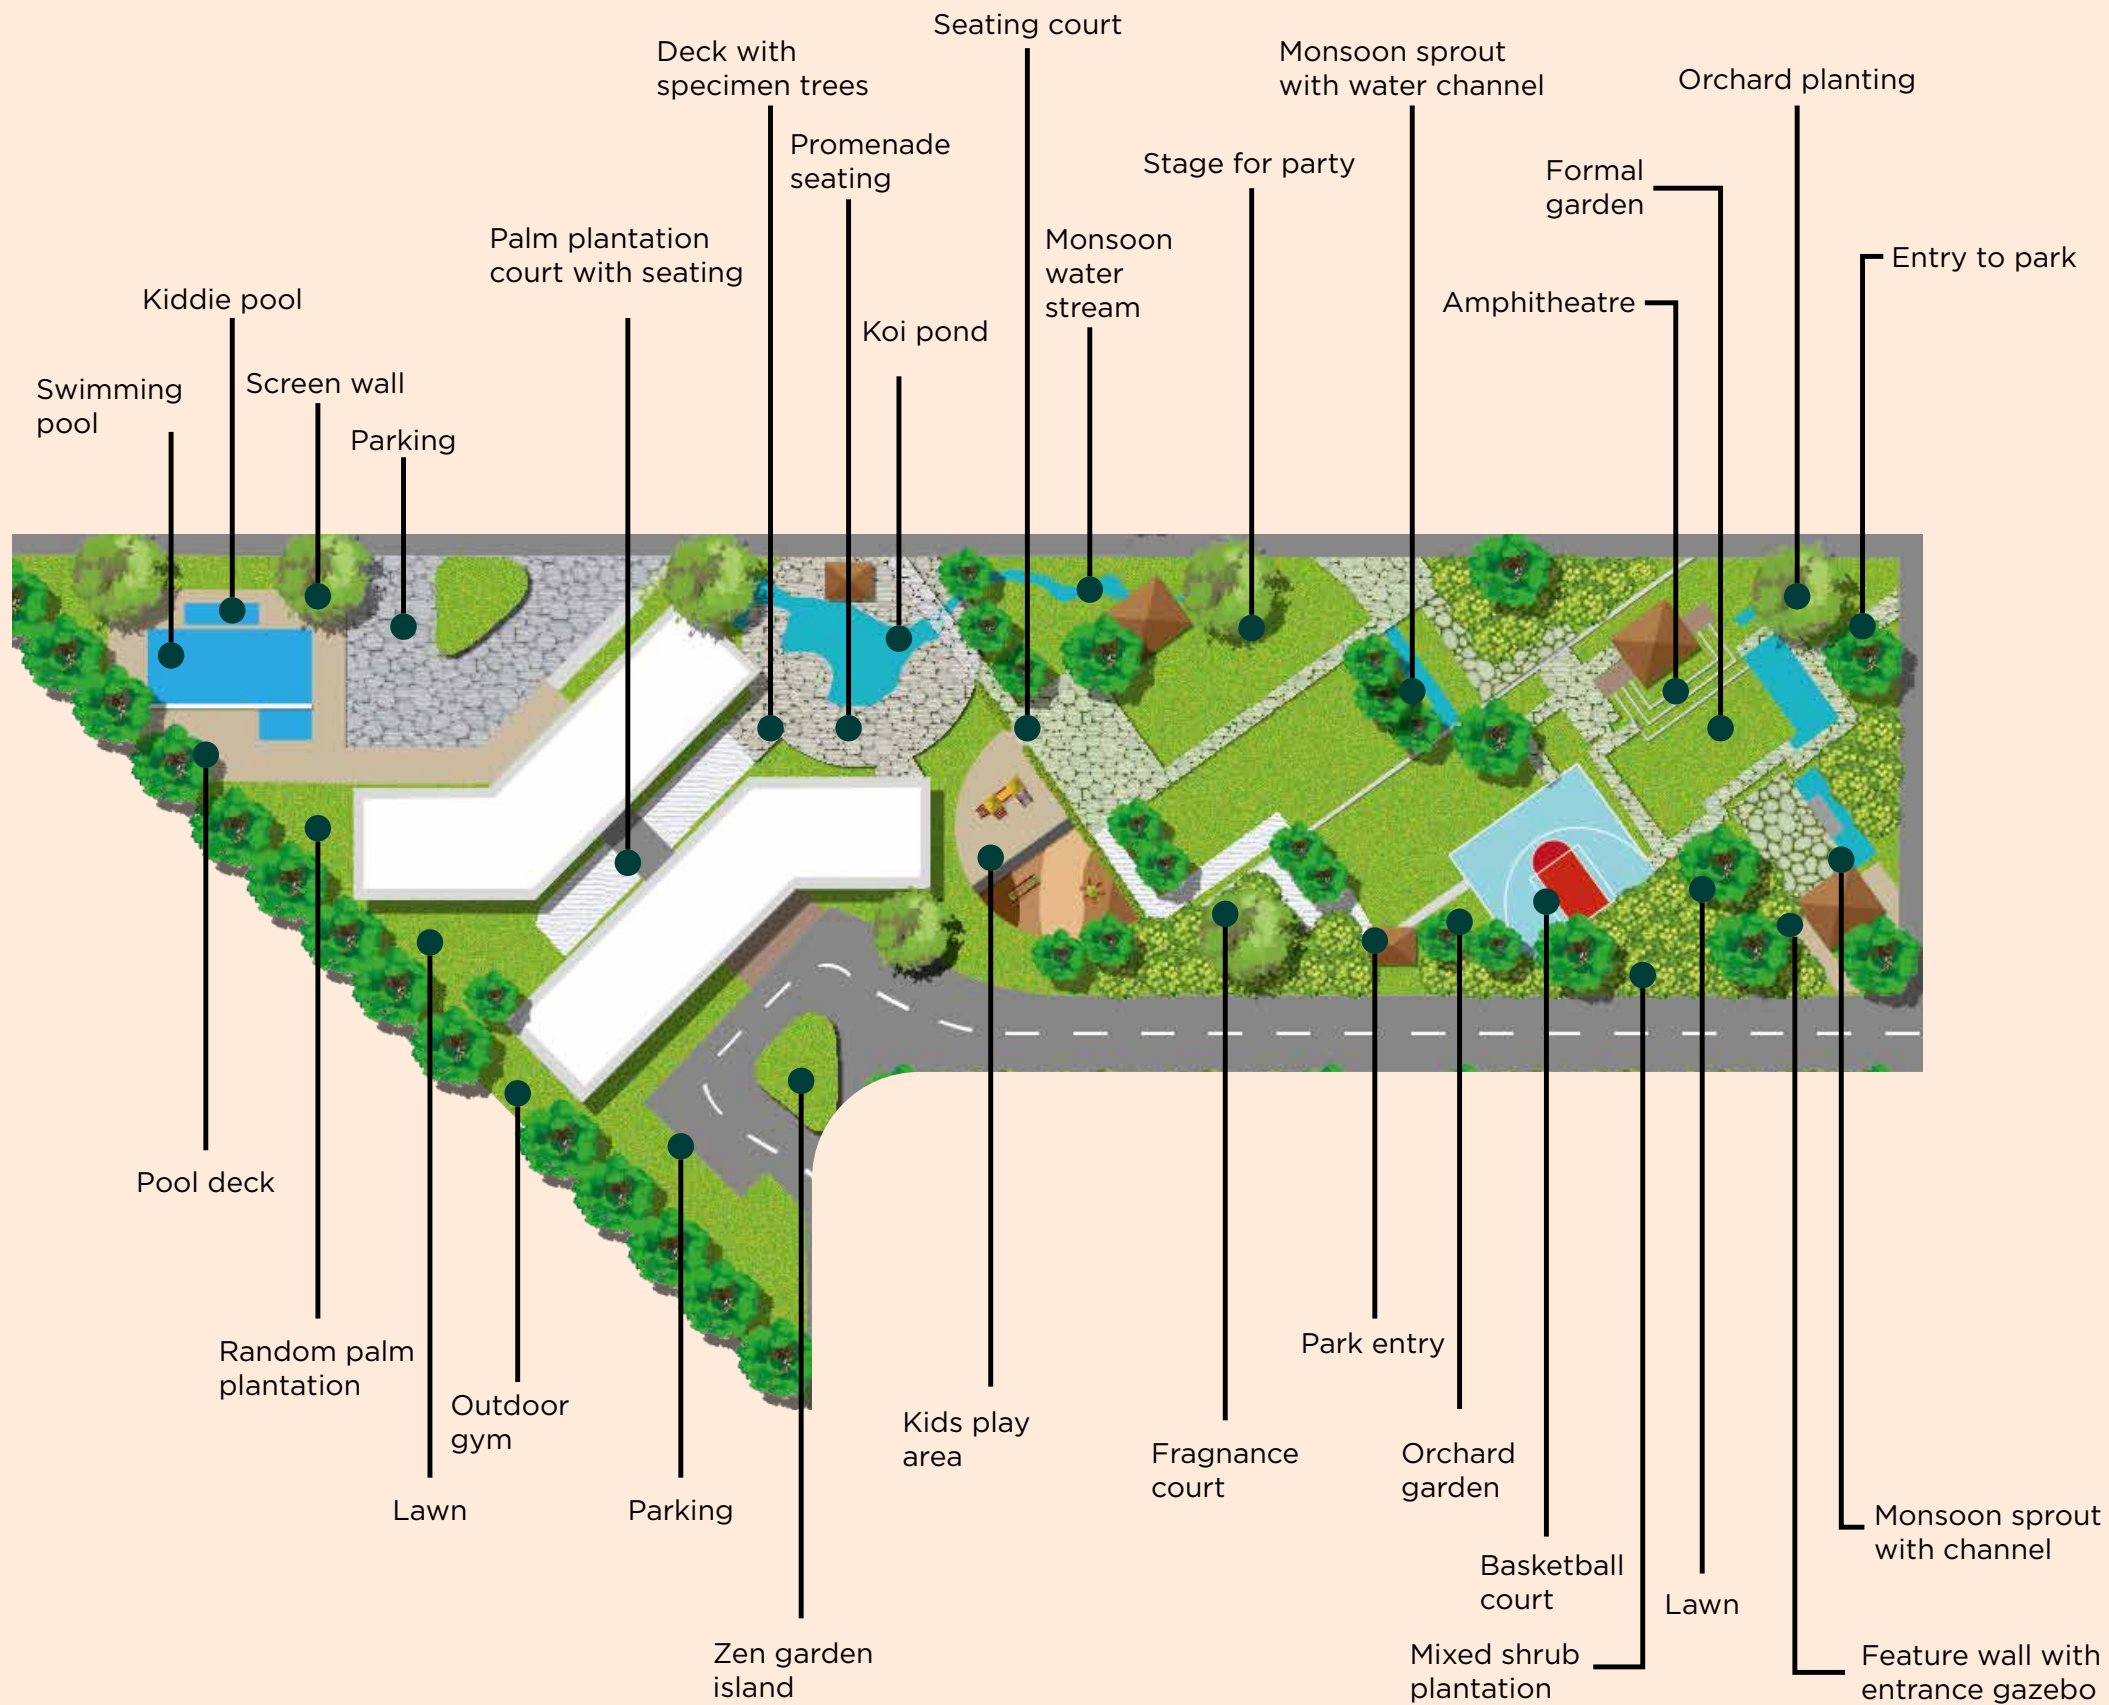 Seating court
Deck with
specimen trees
Monsoon sprout
with water channel
Orchard planting
Promenade
seating
Stage for party
Formal
garden
Palm plantation
court with seating
Monsoon
water
stream
Entry to park
Kiddie pool
Amphitheatre
Koi pond
Swimming
pool
Screen wall
Parking
Pool deck
Random palm
plantation
Park entry
Outdoor
gym
Kids play
area
Fragnance
court
Orchard
garden
Lawn
Parking
Monsoon sprout
with channel
Basketball
court
Lawn
Zen garden
island
Mixed shrub
plantation
Feature wall with
entrance gazebo